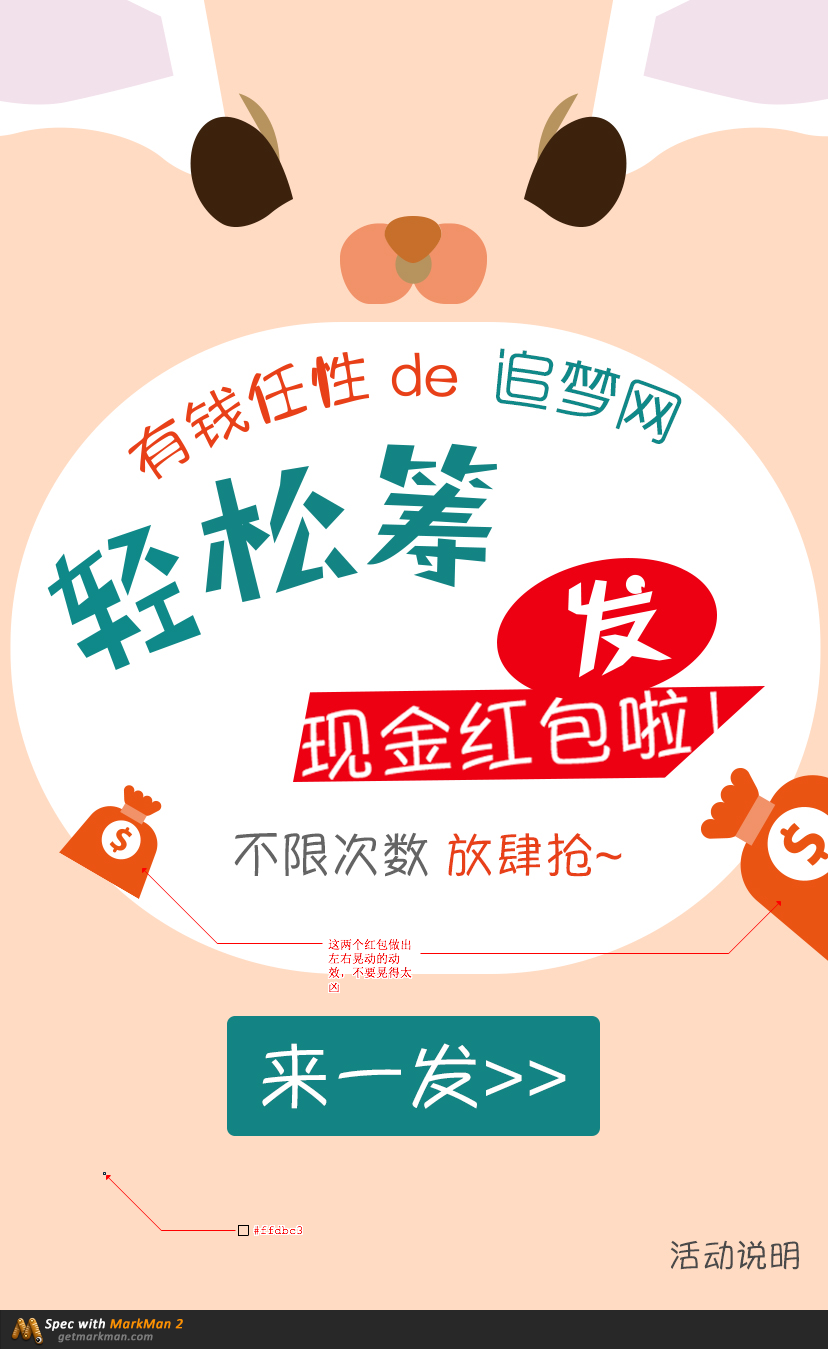 有钱任性 de 追梦网
轻松筹
发
现金红包啦!
$
$
不限次数 放肆抢~
这两个红包做出
左右晃动的动
效，不要晃得太
凶
来一发>>
#ffdbc3
活动说明
Spec with MarkMan 2
getmarkman.com